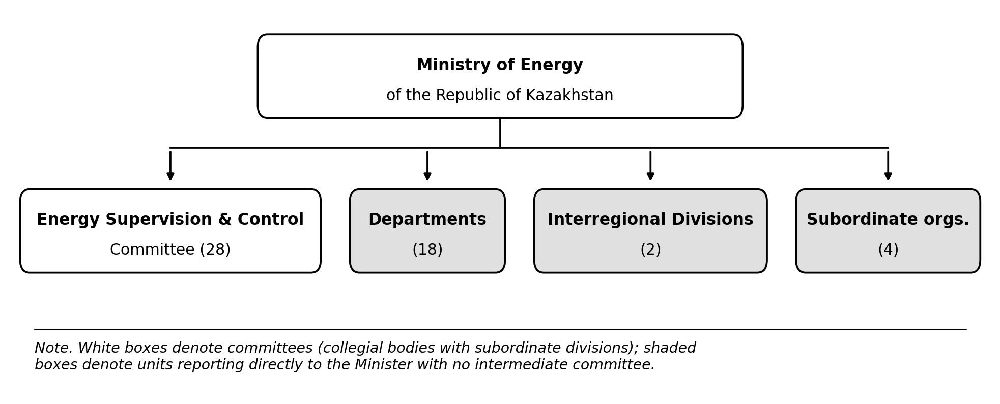 Ministry of Energy
of the Republic of Kazakhstan
Energy Supervision & Control
Committee (28)
Departments
(18)
Interregional Divisions
(2)
Subordinate orgs.
(4)
Note. White boxes denote committees (collegial bodies with subordinate divisions); shaded
boxes denote units reporting directly to the Minister with no intermediate committee.